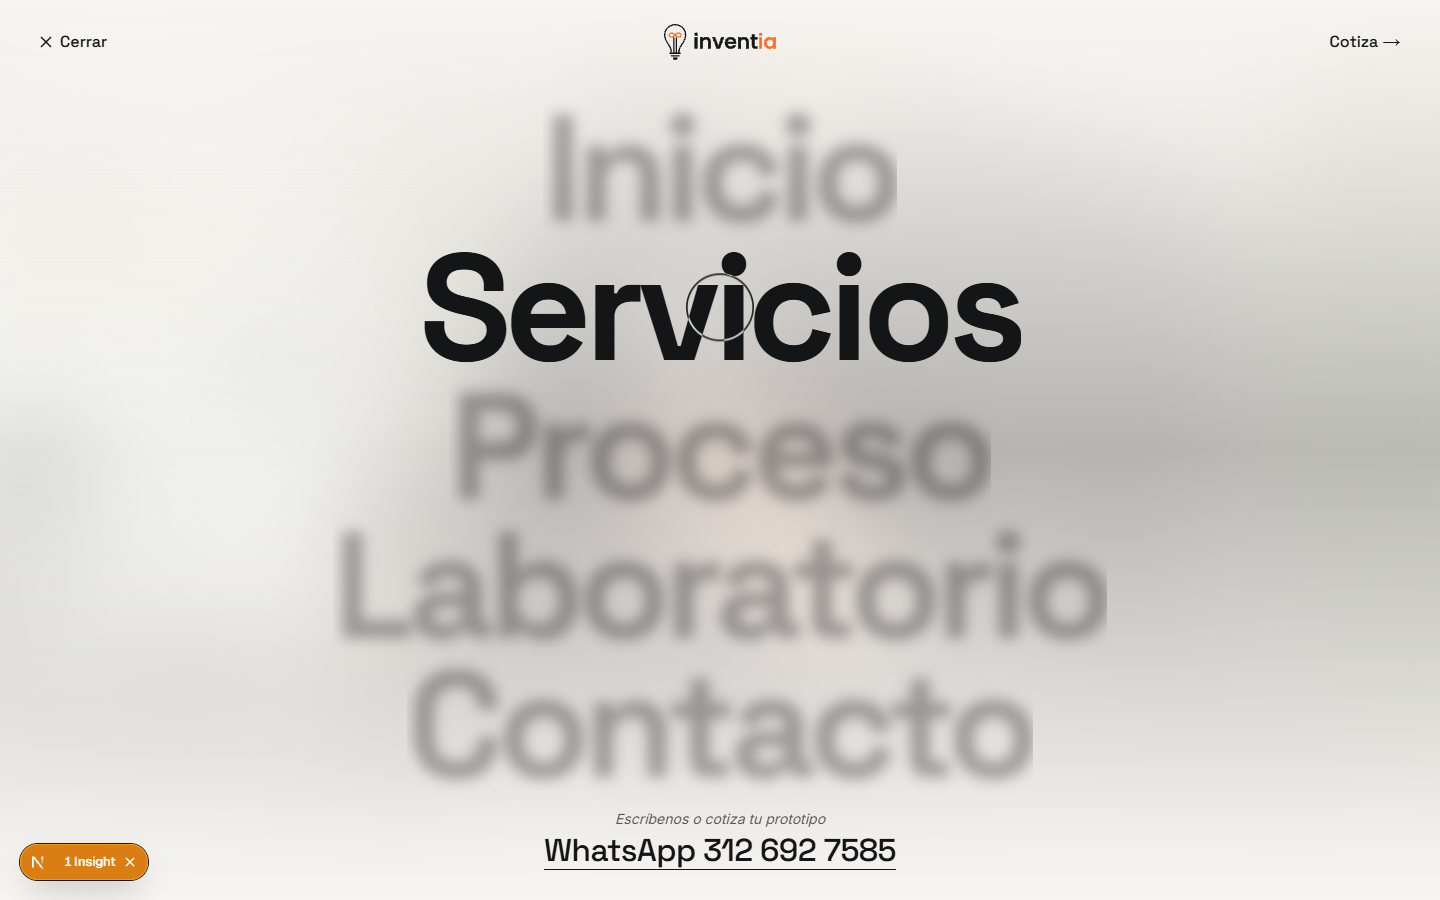 Cerrar
inventia
Cotiza →
Inicio
Servicios
Proceso
Laboratorio
Contacto
Escríbenos o cotiza tu prototipo
WhatsApp 312 692 7585
N 1 Insight